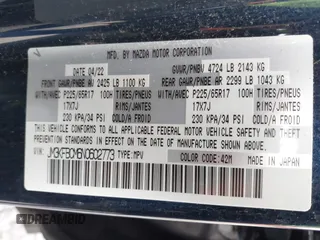 MFD. BY MAZDA MOTOR CORPORATION
DATE 04/22 GVWR/PNBV 4724 LB 2143 KG
FRONT GAWR/PNBE AV 2425 LB 1100 KG REAR GAWR/PNBE AR 2299 LB 1043 KG
WITH/AVEC P225/65R17 100H TIRES/PNEUS WITH/AVEC P225/65R17 100H TIRES/PNEUS
17X7J RIMS/JANTES 17X7J RIMS/JANTES
230 KPA/34 PSI COLD/A FROID 230 KPA/34 PSI COLD/A FROID
THIS VEHICLE CONFORMS TO ALL APPLICABLE FEDERAL MOTOR VEHICLE SAFETY
AND THEFT PREVENTION STANDARDS IN EFFECT ON THE DATE OF
MANUFACTURE SHOWN ABOVE. COLOR CODE: 42M MADE IN JAPAN
VIN: JM3KFBCM6N0602773 TYPE: MPV